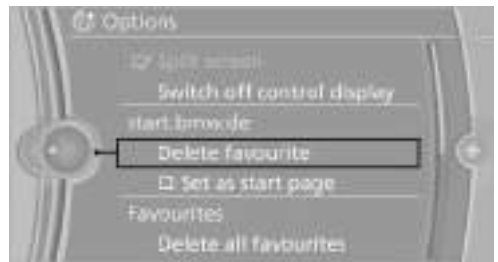 Options
Split screen
Switch off control display
start.bmw.de
Delete favourite
Set as start page
Favourites
Delete all favourites